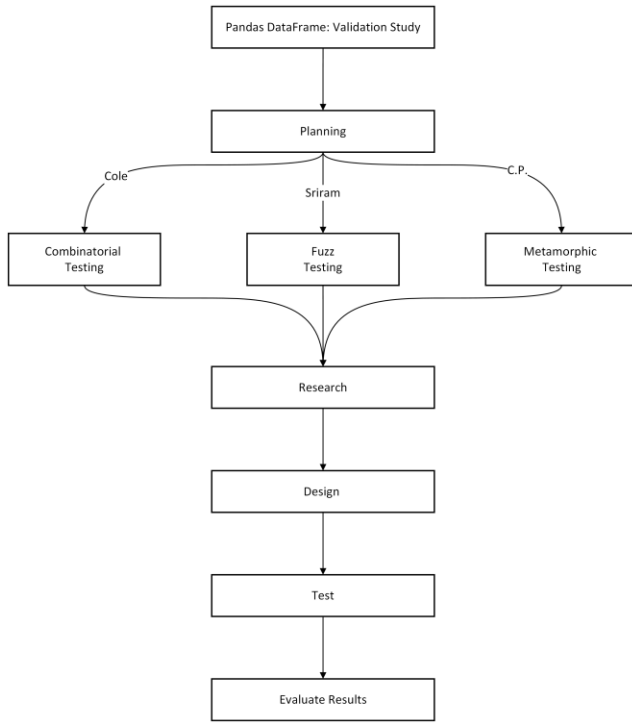 Pandas DataFrame: Validation Study
Planning
Cole
Sriram
C.P.
Combinatorial
Testing
Fuzz
Testing
Metamorphic
Testing
Research
Design
Test
Evaluate Results